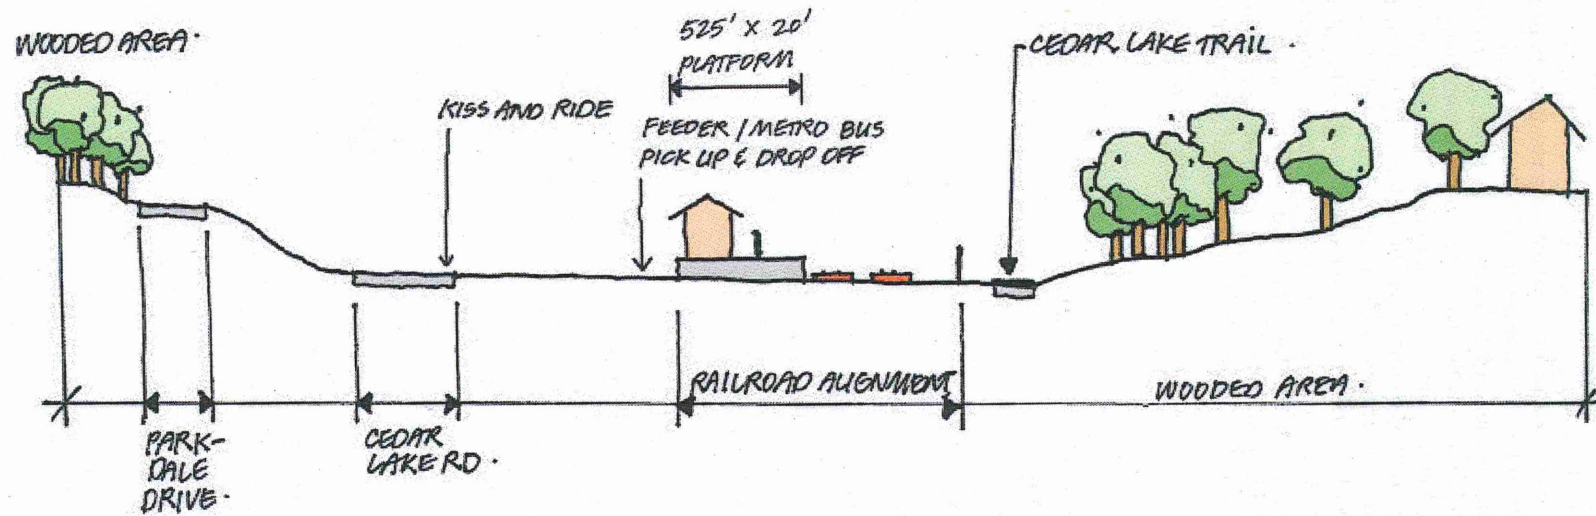 WOODED AREA.
525' X 20'
PLATFORM
CEDAR LAKE TRAIL.
KISS AND RIDE
FEEDER / METRO BUS
PICK UP & DROP OFF
RAILROAD ALIENMENT
WOODED AREA.
PARK-
DALE
DRIVE.
CEDAR
LAKE RD.